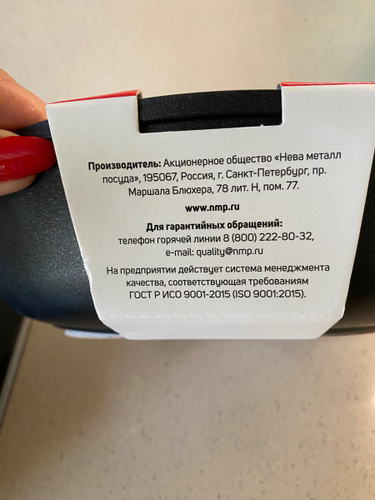 Производитель: Акционерное общество «Нева металл
посуда», 195067, Россия, г. Санкт-Петербург, пр.
Маршала Блюхера, 78 лит. Н, пом. 77.
www.nmp.ru
Для гарантийных обращений:
телефон горячей линии 8 (800) 222-80-32,
e-mail: quality@nmp.ru
На предприятии действует система менеджмента
качества, соответствующая требованиям
ГОСТ Р ИСО 9001-2015 (ISO 9001:2015).